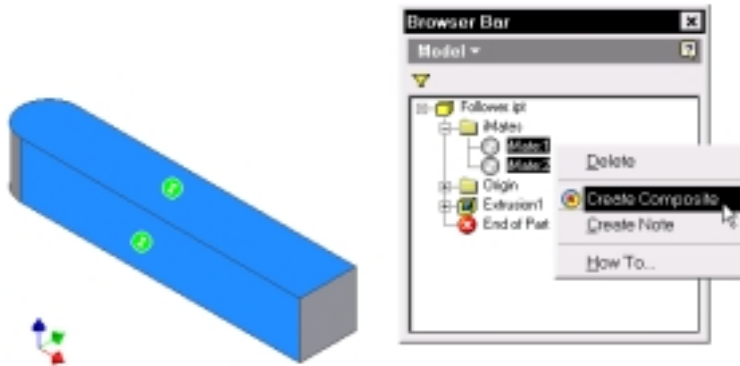 Browser Bar
Model
Follower.ipt
iMates
iMate:1
iMate:2
Origin
Extrusion1
End of Part
Delete
Create Composite
Create Note
How To...